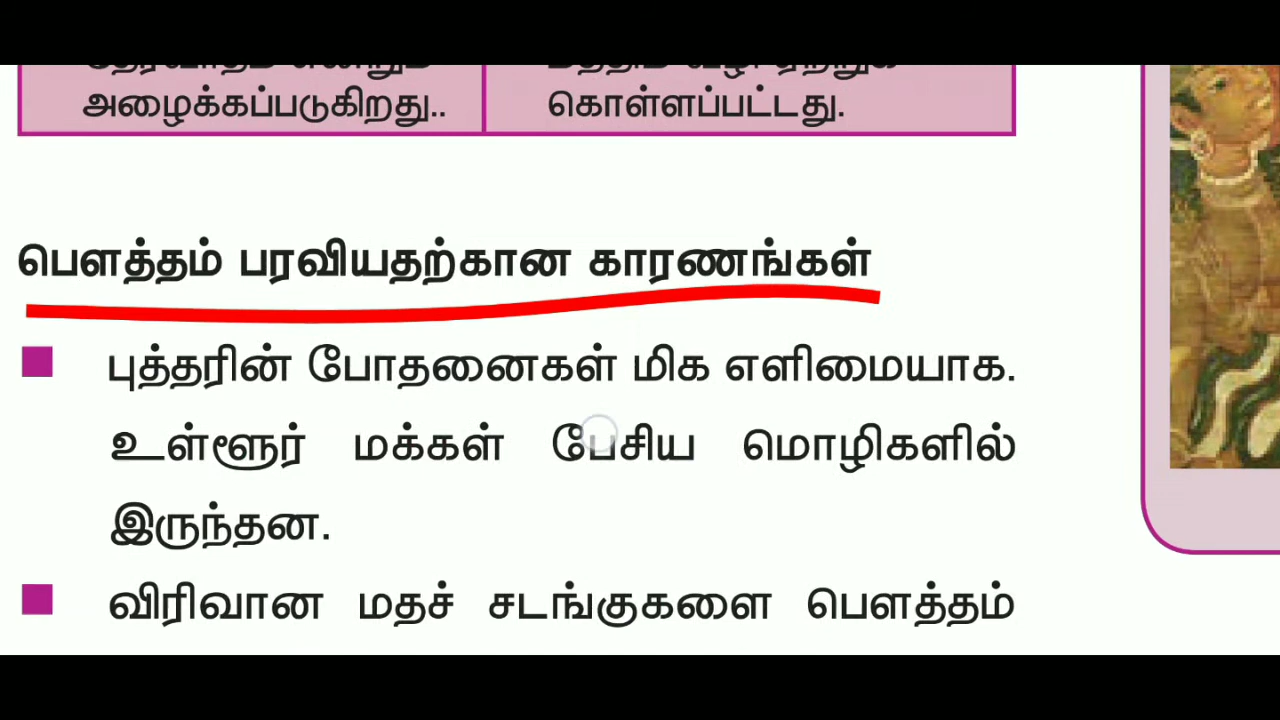 அழைக்கப்படுகிறது..
கொள்ளப்பட்டது.
பௌத்தம் பரவியதற்கான காரணங்கள்
■ புத்தரின் போதனைகள் மிக எளிமையாக.
உள்ளூர் மக்கள் பேசிய மொழிகளில்
இருந்தன.
■ விரிவான மதச் சடங்குகளை பௌத்தம்